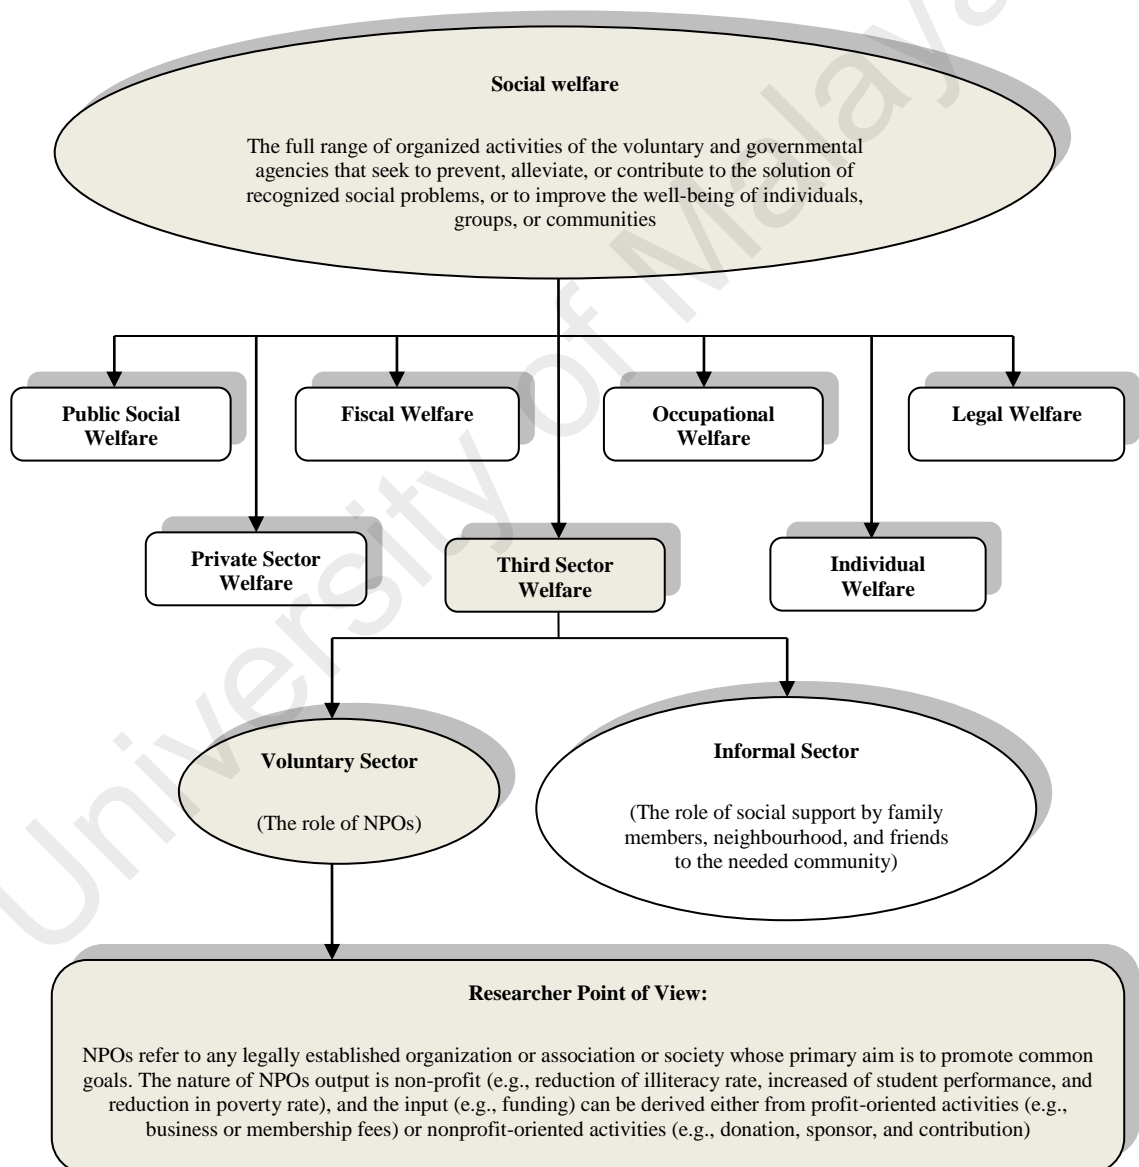 Social welfare
The full range of organized activities of the voluntary and governmental
agencies that seek to prevent, alleviate, or contribute to the solution of
recognized social problems, or to improve the well-being of individuals,
groups, or communities
Public Social
Welfare
Fiscal Welfare
Occupational
Welfare
Legal Welfare
Private Sector
Welfare
Third Sector
Welfare
Individual
Welfare
Voluntary Sector
(The role of NPOs)
Informal Sector
(The role of social support by family
members, neighbourhood, and friends
to the needed community)
Researcher Point of View:
NPOs refer to any legally established organization or association or society whose primary aim is to promote common
goals. The nature of NPOs output is non-profit (e.g., reduction of illiteracy rate, increased of student performance, and
reduction in poverty rate), and the input (e.g., funding) can be derived either from profit-oriented activities (e.g.,
business or membership fees) or nonprofit-oriented activities (e.g., donation, sponsor, and contribution)
University of Malaya